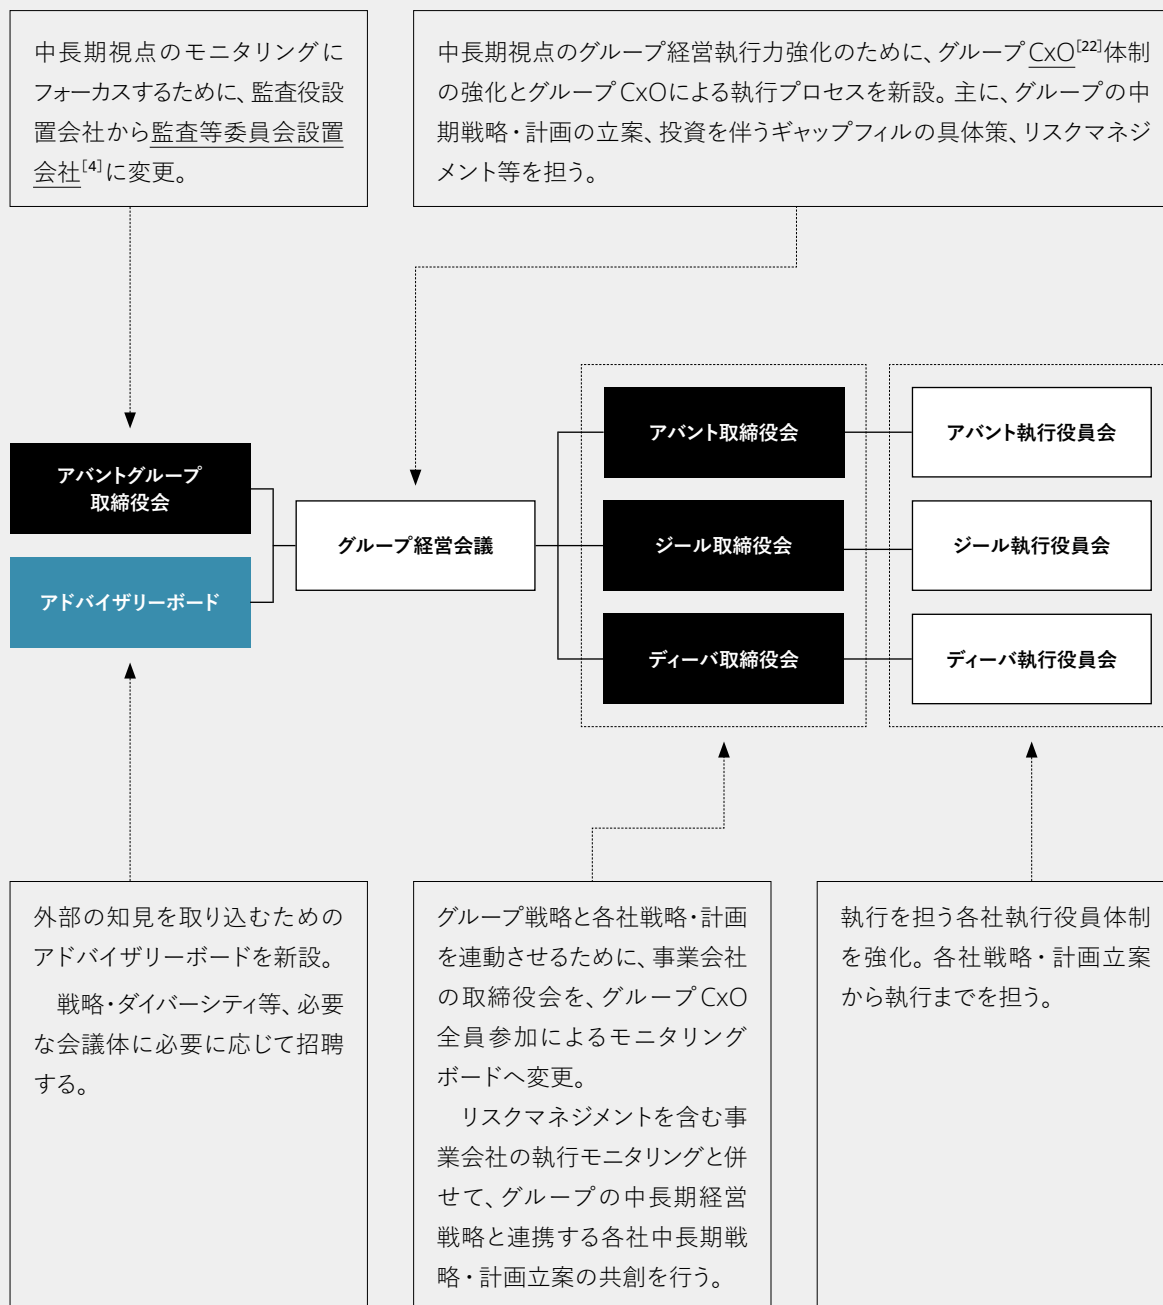 中長期視点のモニタリングに
フォーカスするために、監査役設
置会社から監査等委員会設置
会社[4]に変更。
中長期視点のグループ経営執行力強化のために、グループCxO[22]体制
の強化とグループCxOによる執行プロセスを新設。主に、グループの中
期戦略・計画の立案、投資を伴うギャップフィルの具体策、リスクマネジ
メント等を担う。
アバントグループ
取締役会
アドバイザリーボード
グループ経営会議
アバント取締役会
ジール取締役会
ディーバ取締役会
アバント執行役員会
ジール執行役員会
ディーバ執行役員会
外部の知見を取り込むための
アドバイザリーボードを新設。
戦略・ダイバーシティ等、必要
な会議体に必要に応じて招聘
する。
グループ戦略と各社戦略・計画
を連動させるために、事業会社
の取締役会を、グループCxO
全員参加によるモニタリング
ボードへ変更。
リスクマネジメントを含む事
業会社の執行モニタリングと併
せて、グループの中長期経営
戦略と連携する各社中長期戦
略・計画立案の共創を行う。
執行を担う各社執行役員体制
を強化。各社戦略・計画立案
から執行までを担う。